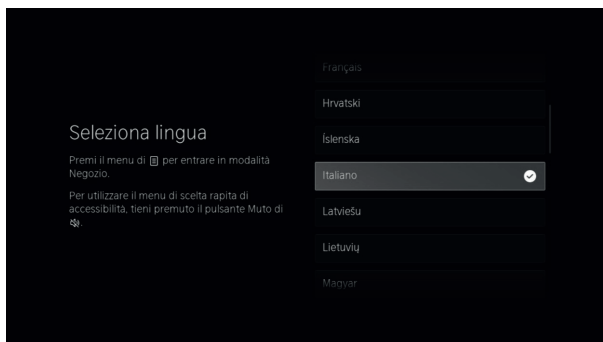 Seleziona lingua
Premi il menu di per entrare in modalità
Negozio.
Per utilizzare il menu di scelta rapida di
accessibilità, tieni premuto il pulsante Muto di
.
Français
Hrvatski
Íslenska
Italiano
Latviešu
Lietuvių
Magyar